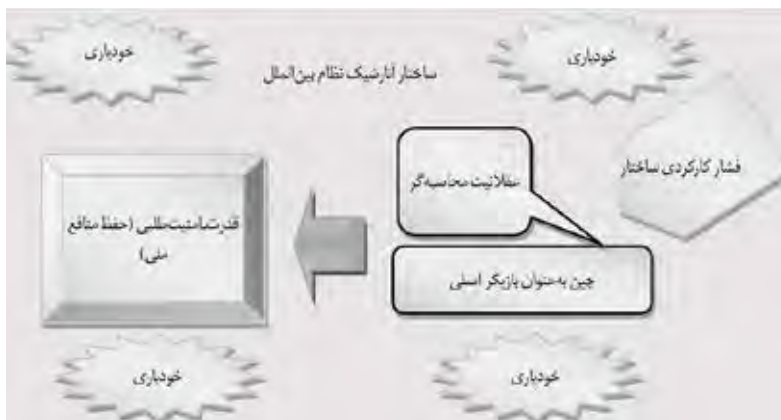 خودیاری
خودیاری
ساختار آنارشیک نظام بین‌الملل
فشار کارکردی ساختار
عقلانیت محاسبه‌گر
قدرت/امنیت‌طلبی (حفظ منافع
ملی)
چین به‌عنوان بازیگر اصلی
خودیاری
خودیاری